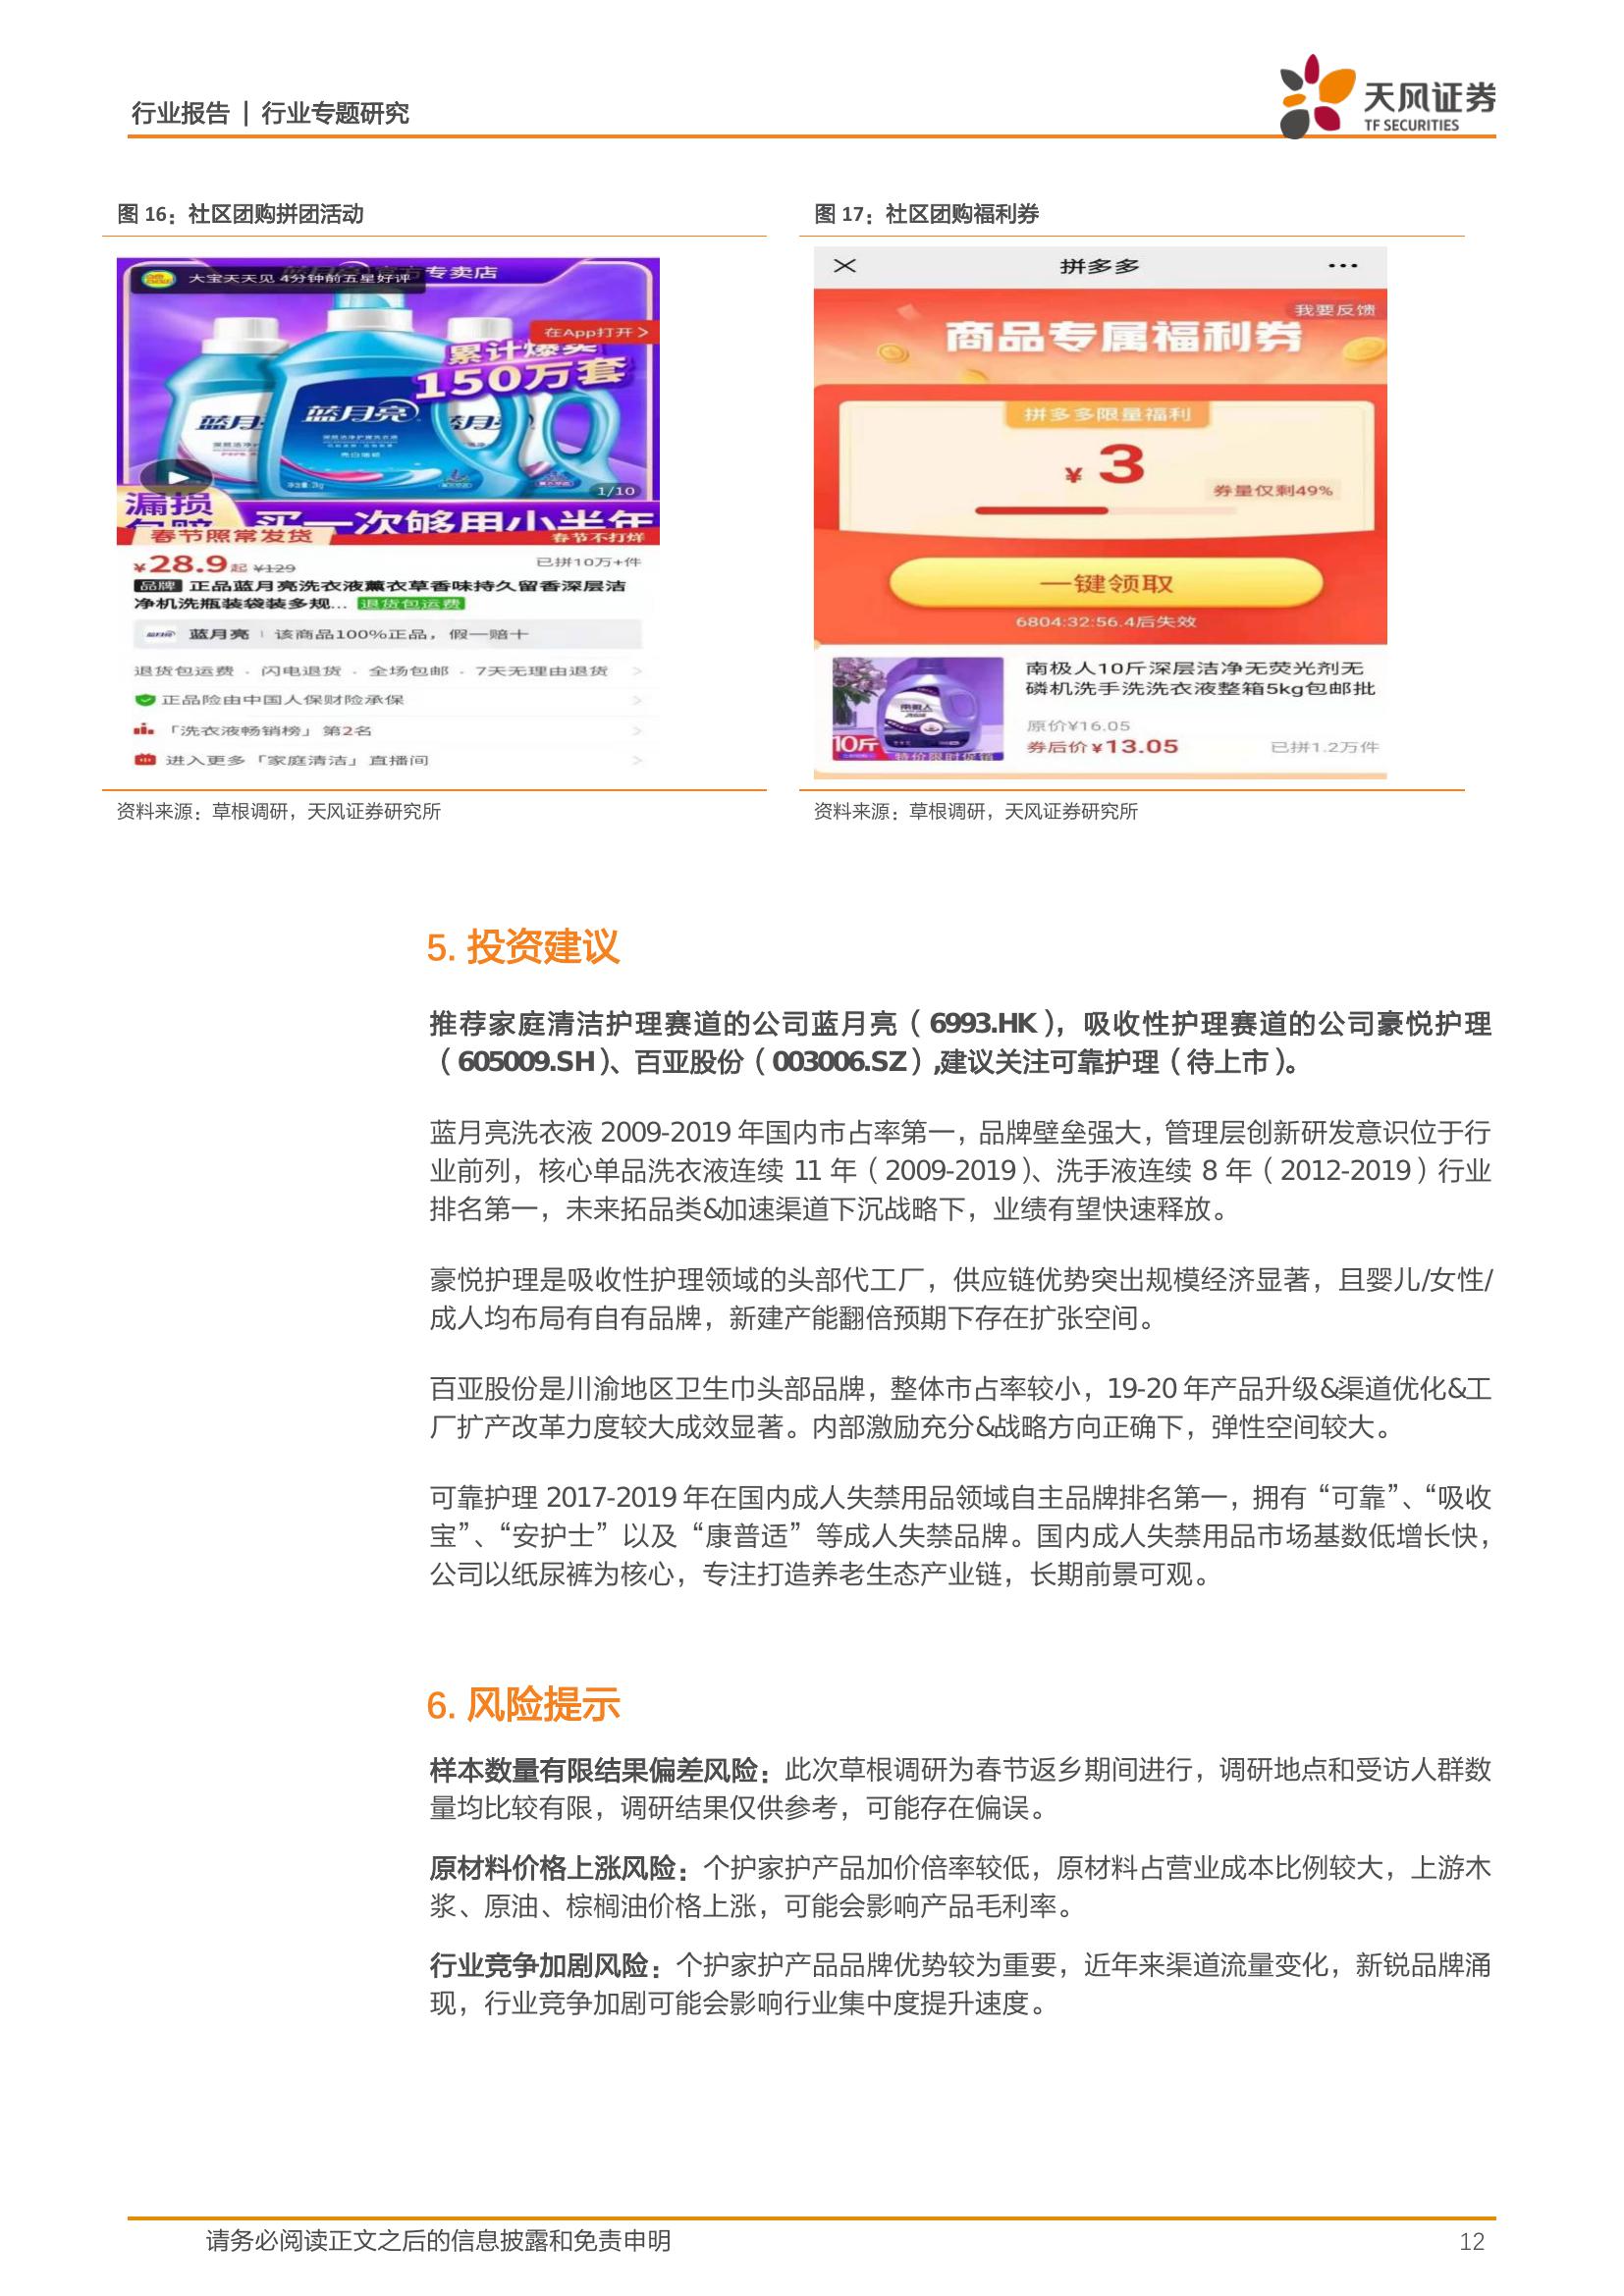 行业报告 | 行业专题研究
天风证券
TF SECURITIES
图 16：社区团购拼团活动
专卖店
大宝天天见 4分钟前五星好评
在App打开 >
累计爆卖
150万套
蓝月亮
1/10
漏损
包赔
买一次够用小半年
春节照常发货
春节不打烊
¥28.9起 ¥129
已拼10万+件
品牌 正品蓝月亮洗衣液薰衣草香味持久留香深层洁
净机洗瓶装袋装多规... 退货包运费
蓝月亮 | 该商品100%正品，假一赔十
退货包运费 · 闪电退货 · 全场包邮 · 7天无理由退货 >
正品险由中国人保财险承保 >
「洗衣液畅销榜」第2名 >
进入更多「家庭清洁」直播间 >
资料来源：草根调研，天风证券研究所
图 17：社区团购福利券
拼多多
我要反馈
商品专属福利券
拼多多限量福利
¥ 3
券量仅剩49%
一键领取
6804:32:56.4后失效
南极人10斤深层洁净无荧光剂无
磷机洗手洗洗衣液整箱5kg包邮批
原价¥16.05
券后价¥13.05
已拼1.2万件
南极人
10斤
特价限时促销
资料来源：草根调研，天风证券研究所
5. 投资建议
推荐家庭清洁护理赛道的公司蓝月亮（6993.HK），吸收性护理赛道的公司豪悦护理
（605009.SH）、百亚股份（003006.SZ）,建议关注可靠护理（待上市）。
蓝月亮洗衣液 2009-2019 年国内市占率第一，品牌壁垒强大，管理层创新研发意识位于行
业前列，核心单品洗衣液连续 11 年（2009-2019）、洗手液连续 8 年（2012-2019）行业
排名第一，未来拓品类&加速渠道下沉战略下，业绩有望快速释放。
豪悦护理是吸收性护理领域的头部代工厂，供应链优势突出规模经济显著，且婴儿/女性/
成人均布局有自有品牌，新建产能翻倍预期下存在扩张空间。
百亚股份是川渝地区卫生巾头部品牌，整体市占率较小，19-20 年产品升级&渠道优化&工
厂扩产改革力度较大成效显著。内部激励充分&战略方向正确下，弹性空间较大。
可靠护理 2017-2019 年在国内成人失禁用品领域自主品牌排名第一，拥有“可靠”、“吸收
宝”、“安护士”以及“康普适”等成人失禁品牌。国内成人失禁用品市场基数低增长快，
公司以纸尿裤为核心，专注打造养老生态产业链，长期前景可观。
6. 风险提示
样本数量有限结果偏差风险：此次草根调研为春节返乡期间进行，调研地点和受访人群数
量均比较有限，调研结果仅供参考，可能存在偏误。
原材料价格上涨风险：个护家护产品加价倍率较低，原材料占营业成本比例较大，上游木
浆、原油、棕榈油价格上涨，可能会影响产品毛利率。
行业竞争加剧风险：个护家护产品品牌优势较为重要，近年来渠道流量变化，新锐品牌涌
现，行业竞争加剧可能会影响行业集中度提升速度。
请务必阅读正文之后的信息披露和免责申明
12